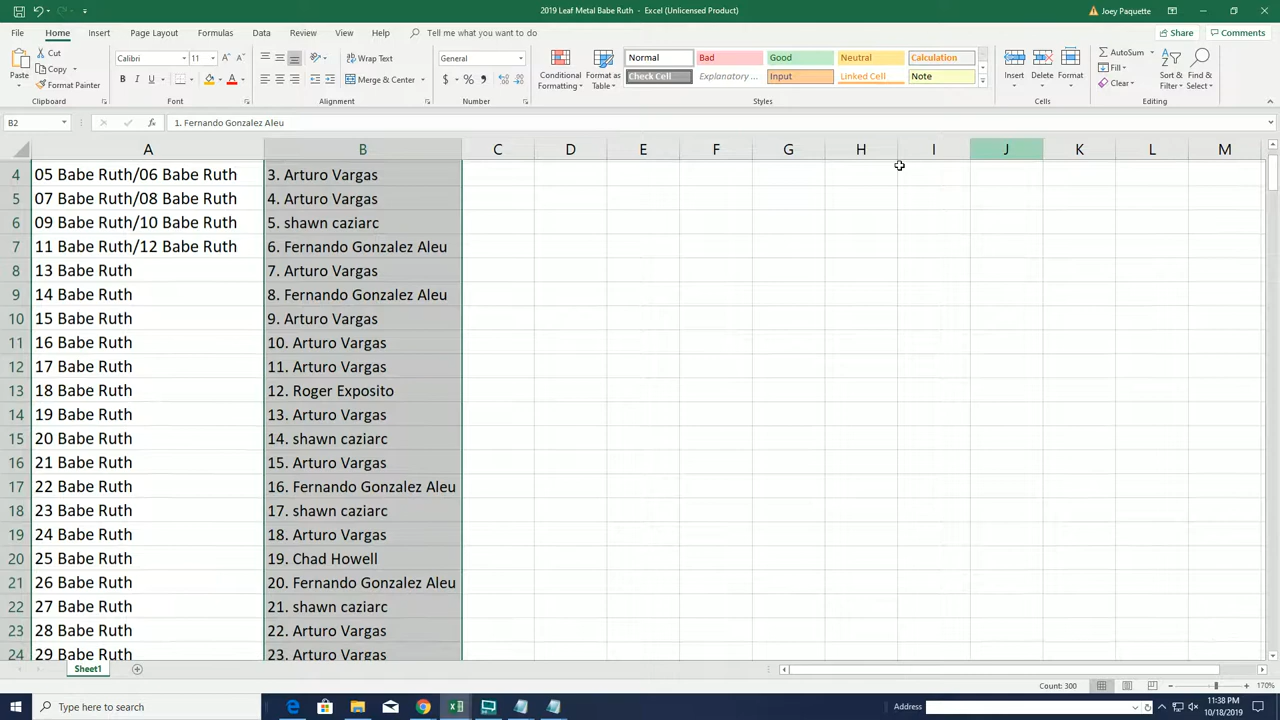 2019 Leaf Metal Babe Ruth - Excel (Unlicensed Product)
Joey Paquette
File Home Insert Page Layout Formulas Data Review View Help Tell me what you want to do
Share Comments
Cut
Copy
Format Painter
Paste
Clipboard
Calibri 11
B I U
Font
Wrap Text
Merge & Center
Alignment
General
$ % ,
Number
Conditional Formatting
Format as Table
Normal Bad Good Neutral Calculation
Check Cell Explanatory ... Input Linked Cell Note
Styles
Insert Delete Format
Cells
AutoSum
Fill
Clear
Sort & Filter
Find & Select
Editing
B2 fx 1. Fernando Gonzalez Aleu
A B C D E F G H I J K L M
4 05 Babe Ruth/06 Babe Ruth 3. Arturo Vargas
5 07 Babe Ruth/08 Babe Ruth 4. Arturo Vargas
6 09 Babe Ruth/10 Babe Ruth 5. shawn caziarc
7 11 Babe Ruth/12 Babe Ruth 6. Fernando Gonzalez Aleu
8 13 Babe Ruth 7. Arturo Vargas
9 14 Babe Ruth 8. Fernando Gonzalez Aleu
10 15 Babe Ruth 9. Arturo Vargas
11 16 Babe Ruth 10. Arturo Vargas
12 17 Babe Ruth 11. Arturo Vargas
13 18 Babe Ruth 12. Roger Exposito
14 19 Babe Ruth 13. Arturo Vargas
15 20 Babe Ruth 14. shawn caziarc
16 21 Babe Ruth 15. Arturo Vargas
17 22 Babe Ruth 16. Fernando Gonzalez Aleu
18 23 Babe Ruth 17. shawn caziarc
19 24 Babe Ruth 18. Arturo Vargas
20 25 Babe Ruth 19. Chad Howell
21 26 Babe Ruth 20. Fernando Gonzalez Aleu
22 27 Babe Ruth 21. shawn caziarc
23 28 Babe Ruth 22. Arturo Vargas
24 29 Babe Ruth 23. Arturo Vargas
Sheet1
Count: 300 170%
Type here to search
Address
11:38 PM
10/18/2019